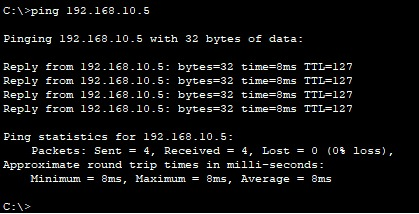 C:\>ping 192.168.10.5
Pinging 192.168.10.5 with 32 bytes of data:
Reply from 192.168.10.5: bytes=32 time=8ms TTL=127
Reply from 192.168.10.5: bytes=32 time=8ms TTL=127
Reply from 192.168.10.5: bytes=32 time=8ms TTL=127
Reply from 192.168.10.5: bytes=32 time=8ms TTL=127
Ping statistics for 192.168.10.5:
    Packets: Sent = 4, Received = 4, Lost = 0 (0% loss),
Approximate round trip times in milli-seconds:
    Minimum = 8ms, Maximum = 8ms, Average = 8ms
C:\>